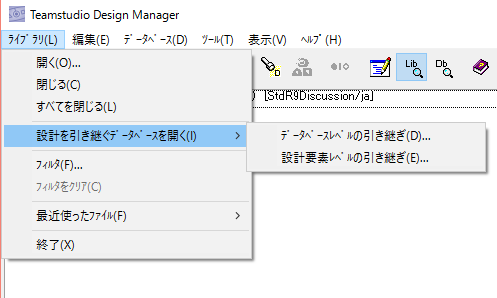 Teamstudio Design Manager
ﾗｲﾌﾞﾗﾘ(L) 編集(E) ﾃﾞｰﾀﾍﾞｰｽ(D) ﾂｰﾙ(T) 表示(V) ﾍﾙﾌﾟ(H)
開く(O)...
閉じる(C)
すべてを閉じる(L)
設計を引き継ぐﾃﾞｰﾀﾍﾞｰｽを開く(I)
ﾌｨﾙﾀ(F)...
ﾌｨﾙﾀをｸﾘｱ(C)
最近使ったﾌｧｲﾙ(F)
終了(X)
D
Lib
Db
) [StdR9Discussion/ja]
ﾃﾞｰﾀﾍﾞｰｽﾚﾍﾞﾙの引き継ぎ(D)...
設計要素ﾚﾍﾞﾙの引き継ぎ(E)...